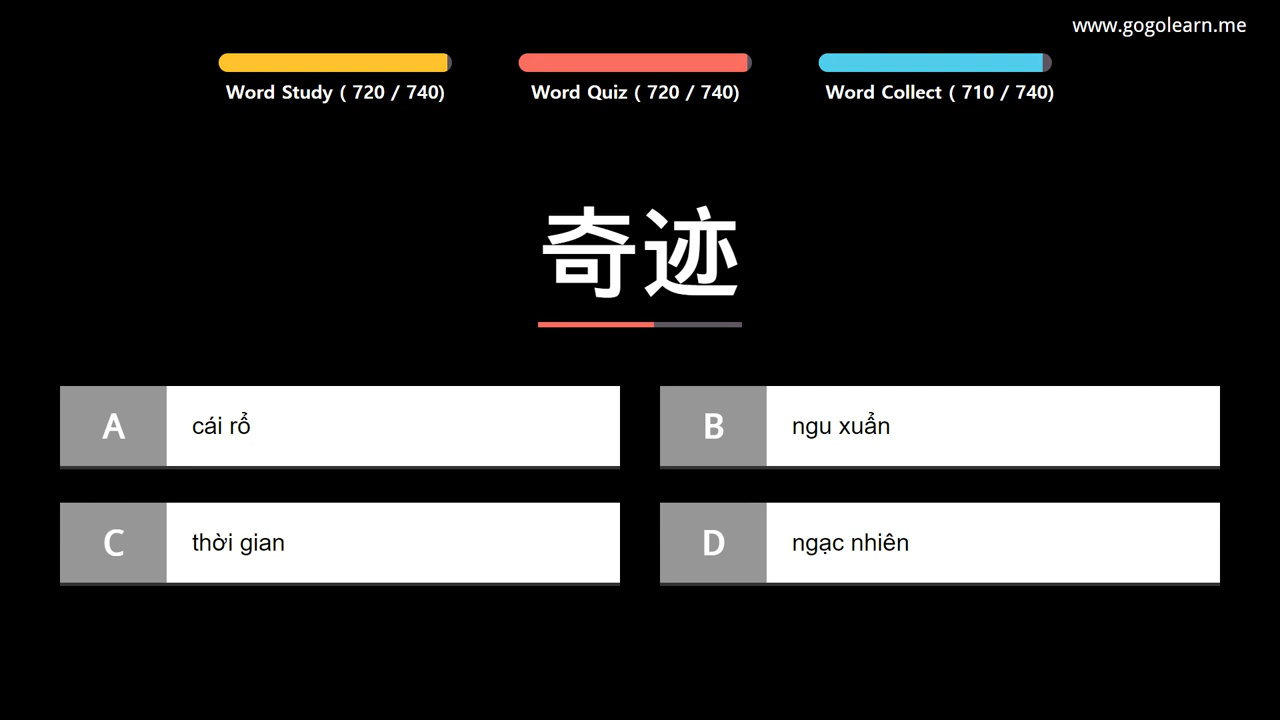 www.gogolearn.me
Word Study ( 720 / 740)
Word Quiz ( 720 / 740)
Word Collect ( 710 / 740)
奇迹
A cái rổ
B ngu xuẩn
C thời gian
D ngạc nhiên